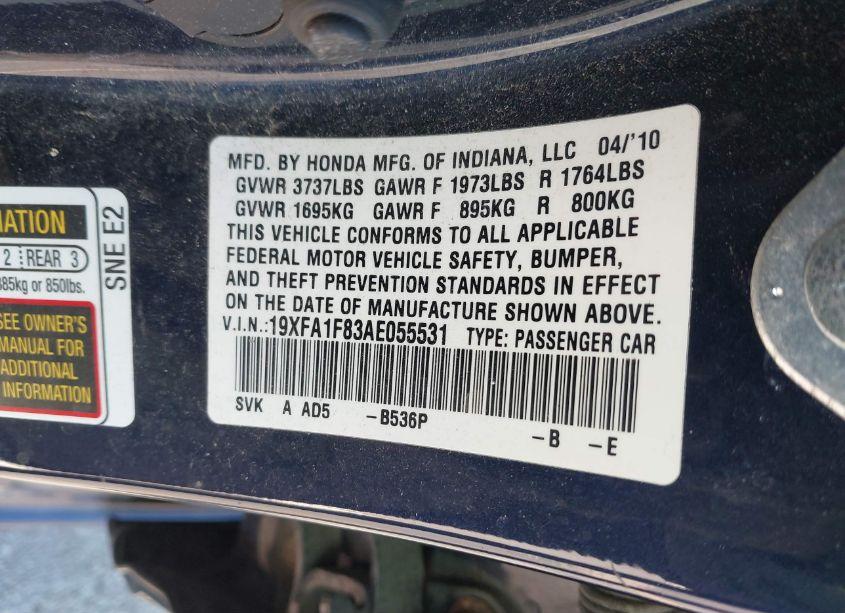 MFD. BY HONDA MFG. OF INDIANA, LLC 04/'10
GVWR 3737LBS GAWR F 1973LBS R 1764LBS
GVWR 1695KG GAWR F 895KG R 800KG
THIS VEHICLE CONFORMS TO ALL APPLICABLE
FEDERAL MOTOR VEHICLE SAFETY, BUMPER,
AND THEFT PREVENTION STANDARDS IN EFFECT
ON THE DATE OF MANUFACTURE SHOWN ABOVE.
V.I.N.:19XFA1F83AE055531 TYPE: PASSENGER CAR
SVK A AD5 -B536P -B -E
MATION
2 REAR 3
385kg or 850lbs.
SEE OWNER'S
MANUAL FOR
ADDITIONAL
INFORMATION
SNE E2